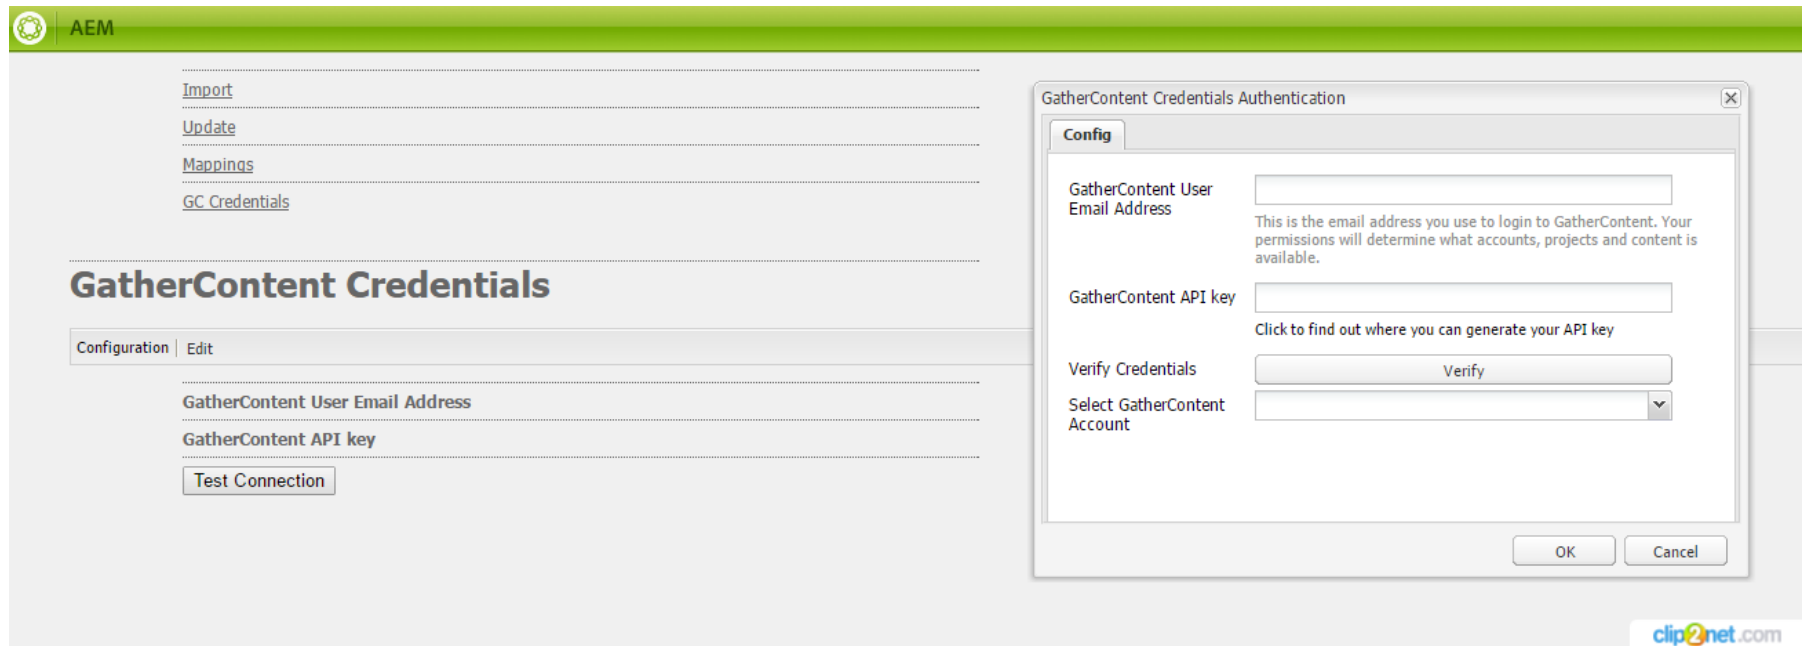 AEM
Import
Update
Mappings
GC Credentials
GatherContent Credentials
Configuration
Edit
GatherContent User Email Address
GatherContent API key
Test Connection
GatherContent Credentials Authentication
Config
GatherContent User
Email Address
This is the email address you use to login to GatherContent. Your
permissions will determine what accounts, projects and content is
available.
GatherContent API key
Click to find out where you can generate your API key
Verify Credentials
Verify
Select GatherContent
Account
OK
Cancel
clip2net.com